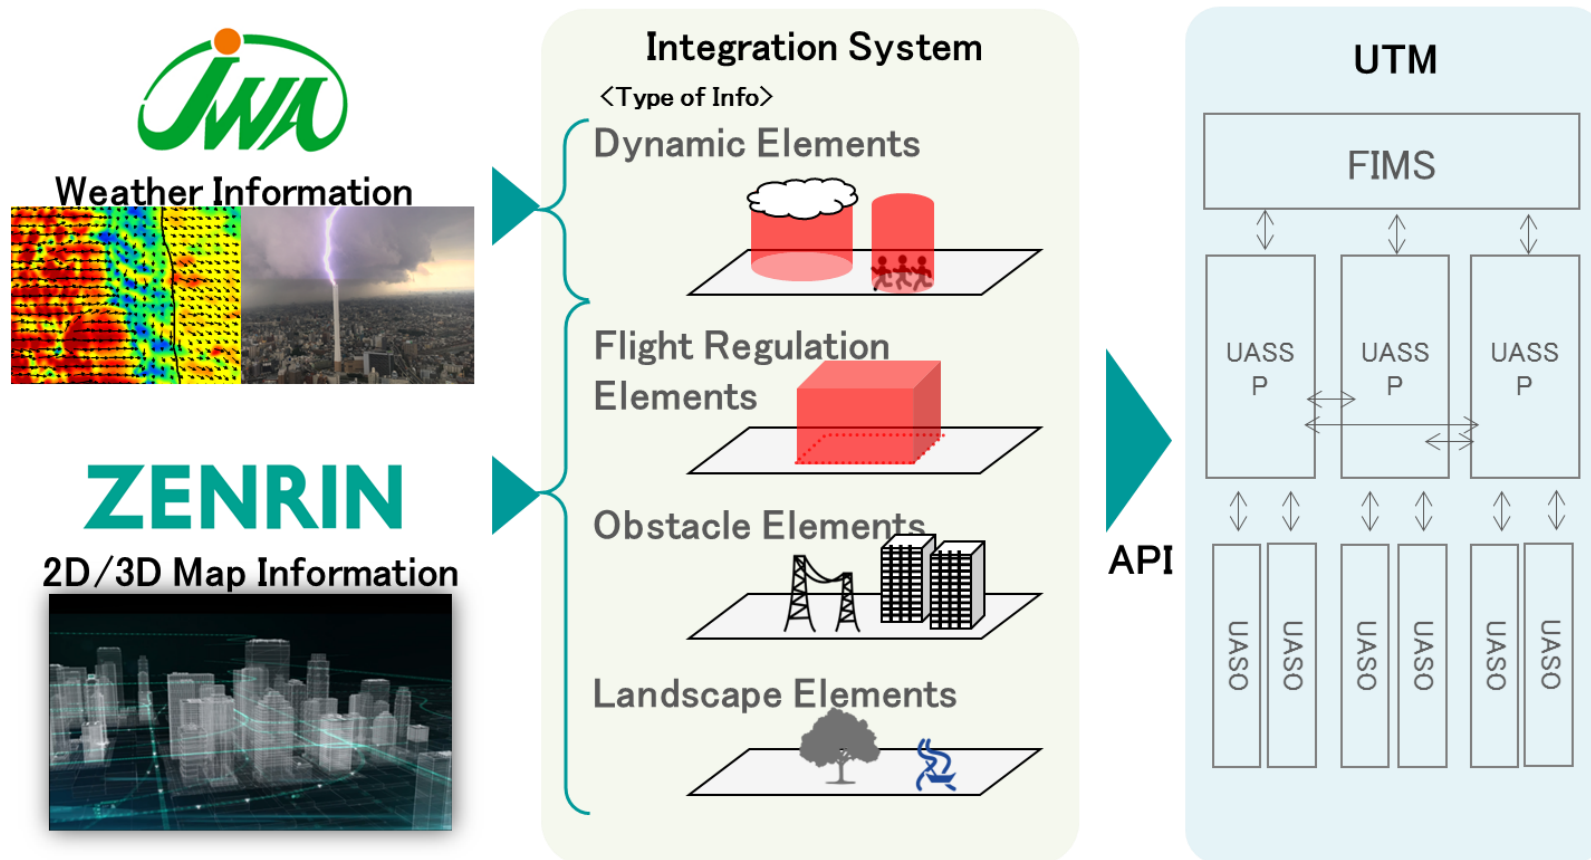 JWA
Weather Information
ZENRIN
2D/3D Map Information
Integration System
<Type of Info>
Dynamic Elements
Flight Regulation
Elements
Obstacle Elements
Landscape Elements
API
UTM
FIMS
UASS
P
UASS
P
UASS
P
UASO
UASO
UASO
UASO
UASO
UASO